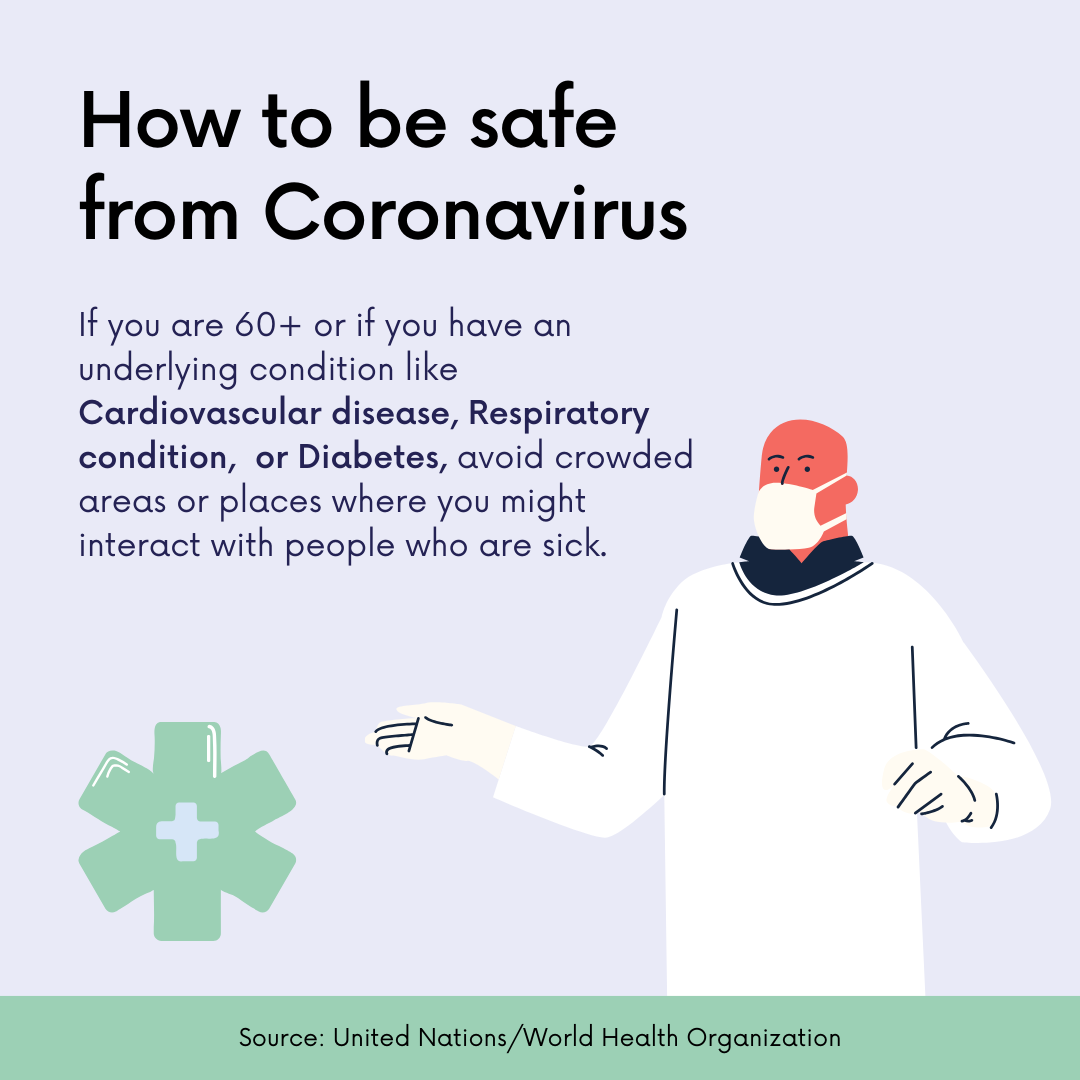 How to be safe
from Coronavirus
If you are 60+ or if you have an
underlying condition like
Cardiovascular disease, Respiratory
condition,  or Diabetes, avoid crowded
areas or places where you might
interact with people who are sick.
Source: United Nations/World Health Organization